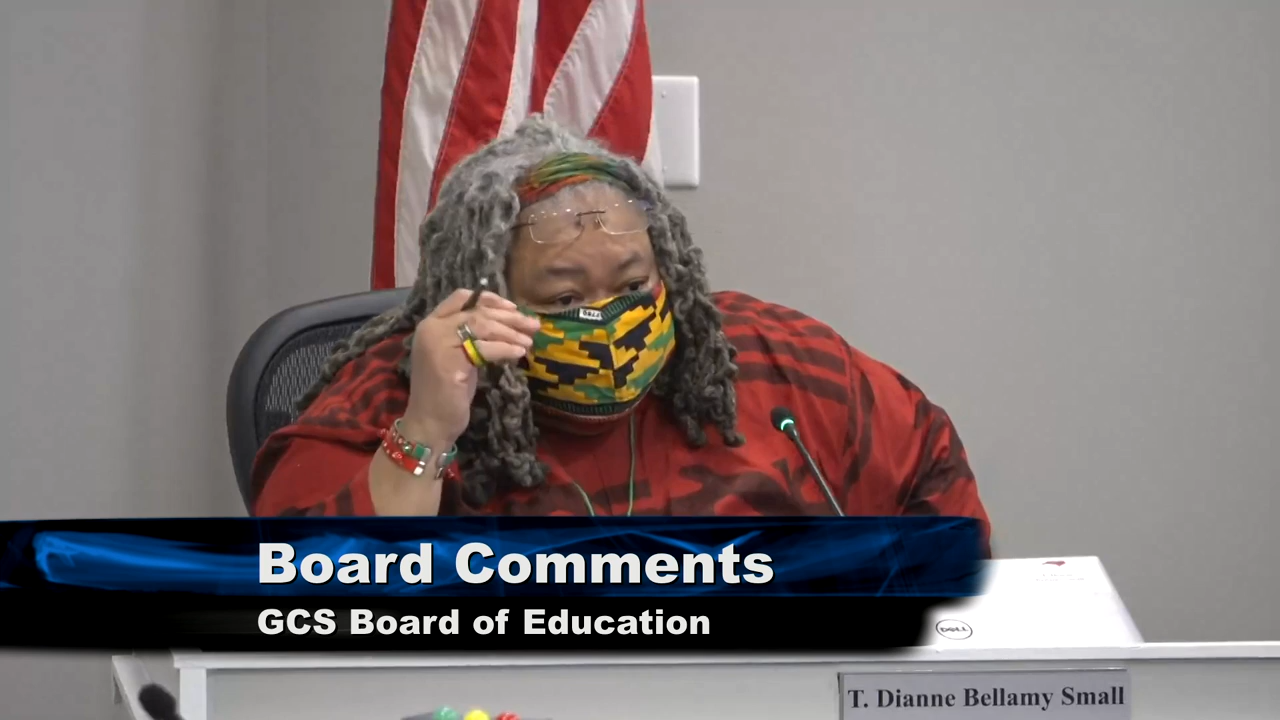 Board Comments
GCS Board of Education
DELL
T. Dianne Bellamy Small